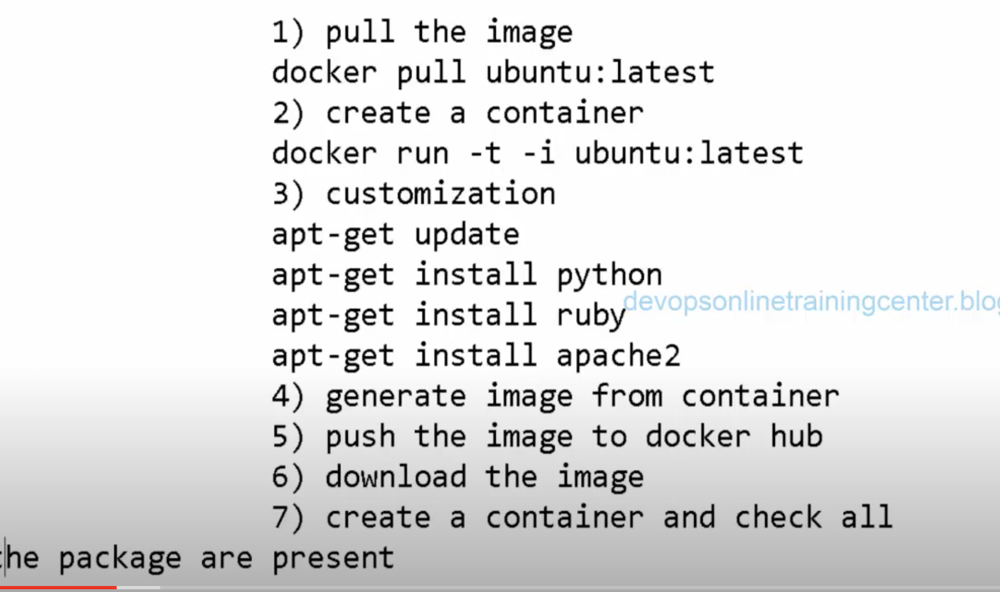 1) pull the image
docker pull ubuntu:latest
2) create a container
docker run -t -i ubuntu:latest
3) customization
apt-get update
apt-get install python
devopsonlinetrainingcenter.blog
apt-get install ruby
apt-get install apache2
4) generate image from container
5) push the image to docker hub
6) download the image
7) create a container and check all
the package are present